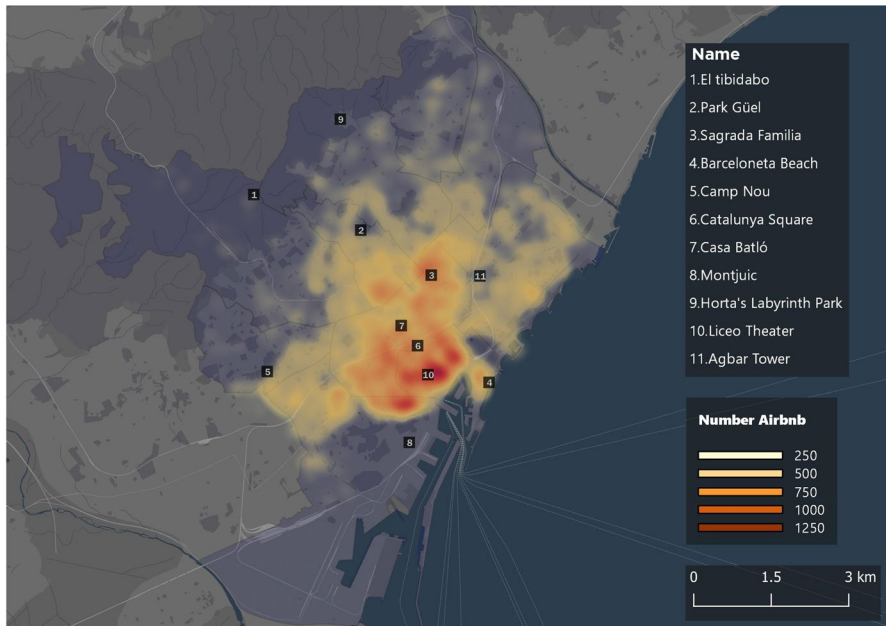 9
1
2
3
11
7
6
5
10
4
8
Name
1.El tibidabo
2.Park Güel
3.Sagrada Familia
4.Barceloneta Beach
5.Camp Nou
6.Catalunya Square
7.Casa Batló
8.Montjuic
9.Horta's Labyrinth Park
10.Liceo Theater
11.Agbar Tower
Number Airbnb
250
500
750
1000
1250
0 1.5 3 km